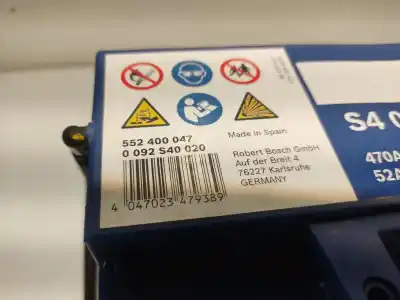 552 400 047
0 092 S40 020
Made in Spain
Robert Bosch GmbH
Auf der Breit 4
76227 Karlsruhe
GERMANY
4 047023 479389
S4 0
470A
52A